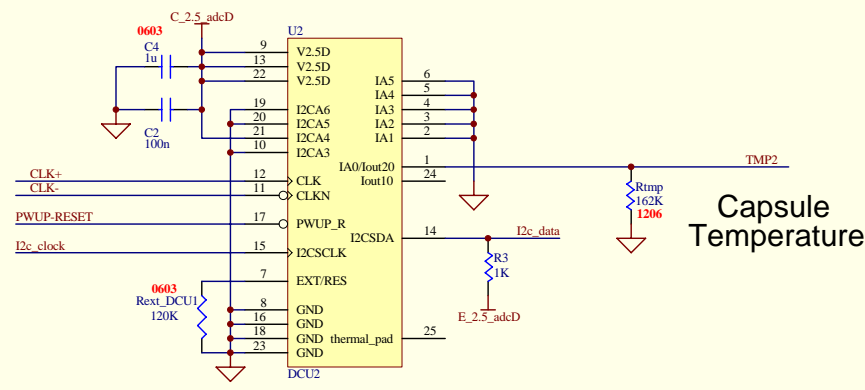 C_2.5_adcD
U2
0603
C4
1u
C2
100n
9 V2.5D
13 V2.5D
22 V2.5D
19 I2CA6
20 I2CA5
21 I2CA4
10 I2CA3
CLK+ 12 CLK
CLK- 11 CLKN
PWUP-RESET 17 PWUP_R
I2c_clock 15 I2CSCLK
7 EXT/RES
0603
Rext_DCU1
120K
8 GND
16 GND
18 GND
23 GND
DCU2
IA5 6
IA4 5
IA3 4
IA2 3
IA1 2
IA0/Iout20 1 TMP2
Iout10 24
I2CSDA 14 I2c_data
thermal_pad 25
R3
1K
E_2.5_adcD
Rtmp
162K
1206
Capsule
Temperature